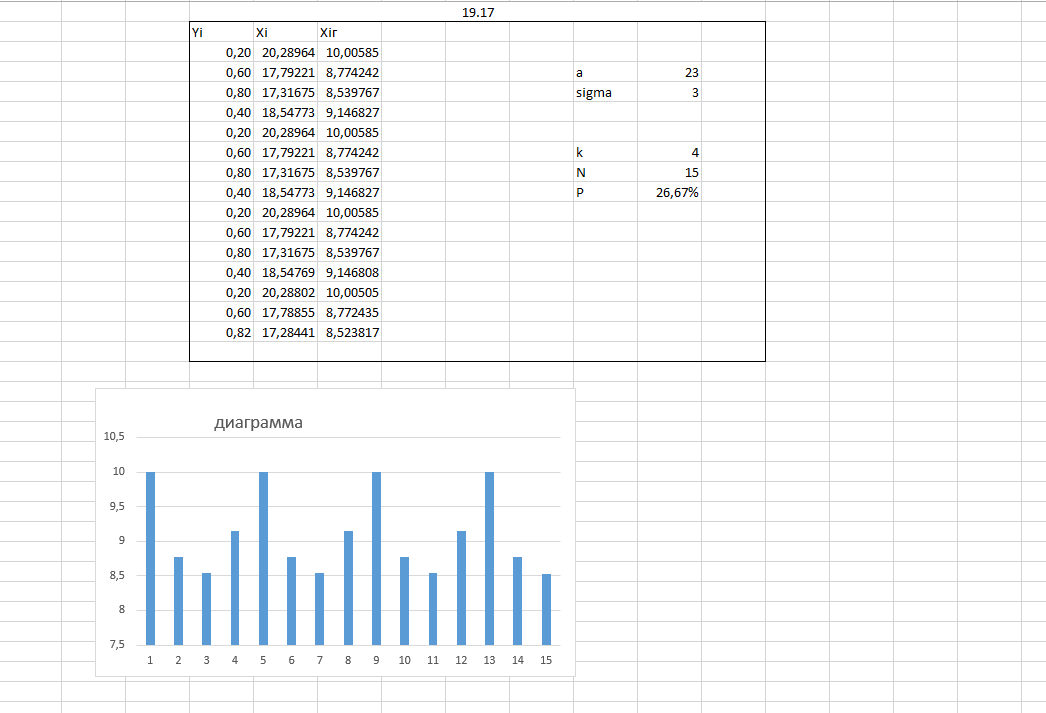 19.17
Yi Xi Xir
0,20 20,28964 10,00585
0,60 17,79221 8,774242 a 23
0,80 17,31675 8,539767 sigma 3
0,40 18,54773 9,146827
0,20 20,28964 10,00585
0,60 17,79221 8,774242 k 4
0,80 17,31675 8,539767 N 15
0,40 18,54773 9,146827 P 26,67%
0,20 20,28964 10,00585
0,60 17,79221 8,774242
0,80 17,31675 8,539767
0,40 18,54769 9,146808
0,20 20,28802 10,00505
0,60 17,78855 8,772435
0,82 17,28441 8,523817
диаграмма
10,5
10
9,5
9
8,5
8
7,5
1 2 3 4 5 6 7 8 9 10 11 12 13 14 15